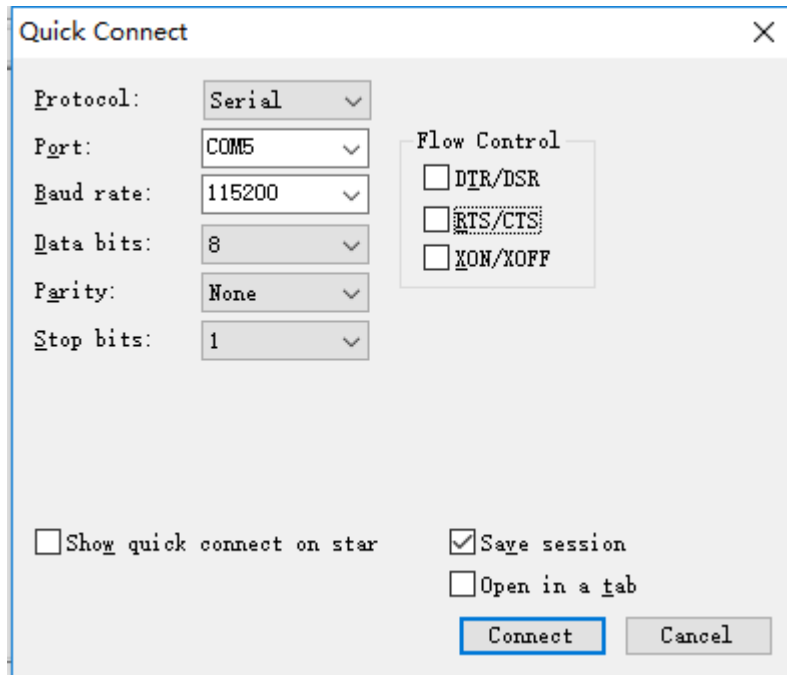 Quick Connect
Protocol: Serial
Port: COM5
Flow Control
DTR/DSR
Baud rate: 115200
RTS/CTS
Data bits: 8
XON/XOFF
Parity: None
Stop bits: 1
Show quick connect on star
Save session
Open in a tab
Connect Cancel